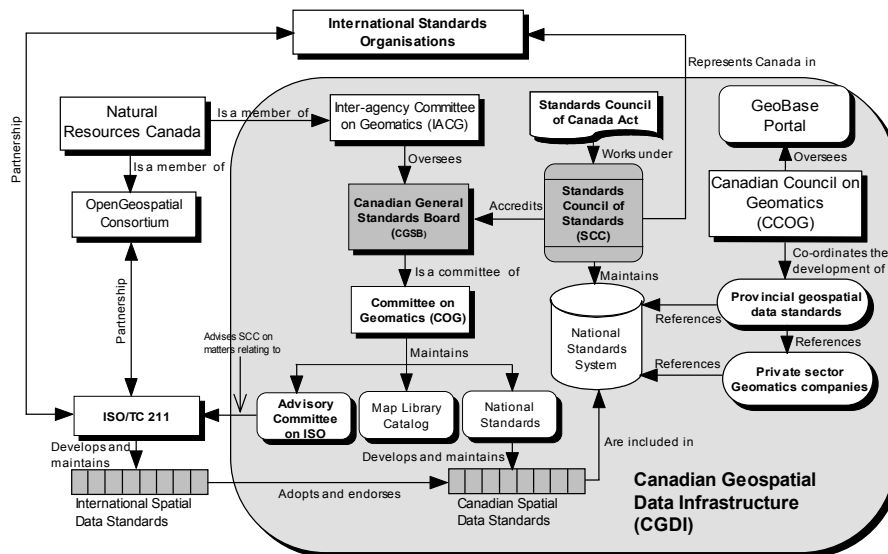 International Standards
Organisations
Represents Canada in
Natural
Resources Canada
Is a member of
Inter-agency Committee
on Geomatics (IACG)
Standards Council
of Canada Act
GeoBase
Portal
Partnership
Is a member of
Oversees
Works under
Oversees
OpenGeospatial
Consortium
Canadian General
Standards Board
(CGSB)
Accredits
Standards
Council of
Standards
(SCC)
Canadian Council on
Geomatics
(CCOG)
Is a committee of
Maintains
Co-ordinates the
development of
Partnership
Committee on
Geomatics (COG)
National
Standards
System
References
Provincial geospatial
data standards
References
Advises SCC on
matters relating to
Maintains
References
Private sector
Geomatics companies
ISO/TC 211
Advisory
Committee
on ISO
Map Library
Catalog
National
Standards
Are included in
Develops and
maintains
Develops and maintains
Adopts and endorses
International Spatial
Data Standards
Canadian Spatial
Data Standards
Canadian Geospatial
Data Infrastructure
(CGDI)